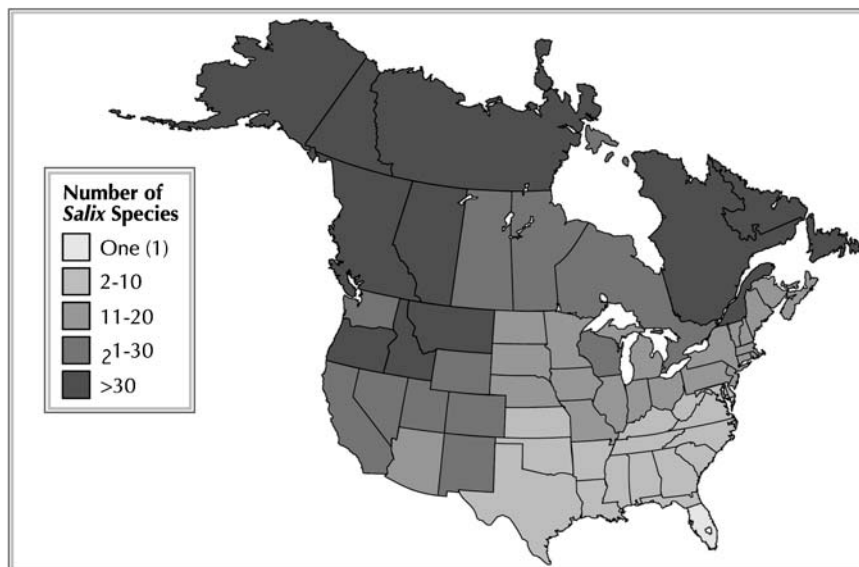 Number of
Salix Species
One (1)
2-10
11-20
21-30
>30